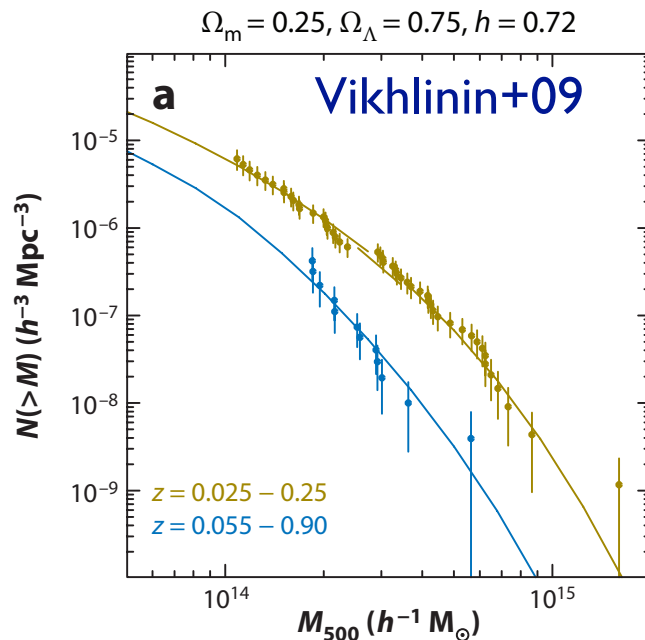 Ωm = 0.25, ΩΛ = 0.75, h = 0.72
a Vikhlinin+09
10⁻⁵
10⁻⁶
10⁻⁷
10⁻⁸
10⁻⁹
N(>M) (h⁻³ Mpc⁻³)
z = 0.025 – 0.25
z = 0.055 – 0.90
10¹⁴ 10¹⁵
M₅₀₀ (h⁻¹ M⊙)